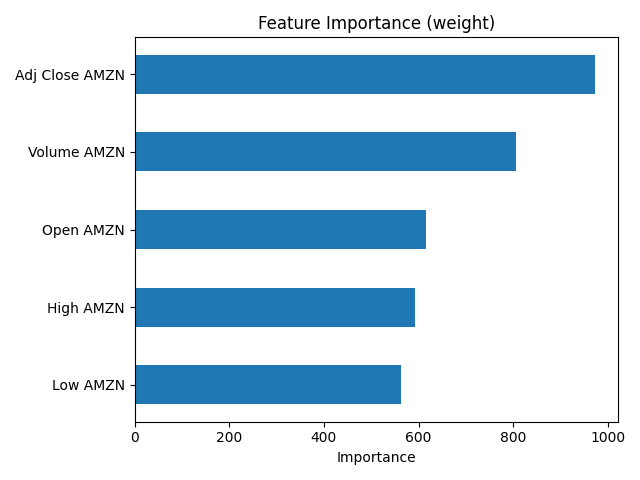 Feature Importance (weight)
Adj Close AMZN
Volume AMZN
Open AMZN
High AMZN
Low AMZN
0 200 400 600 800 1000
Importance